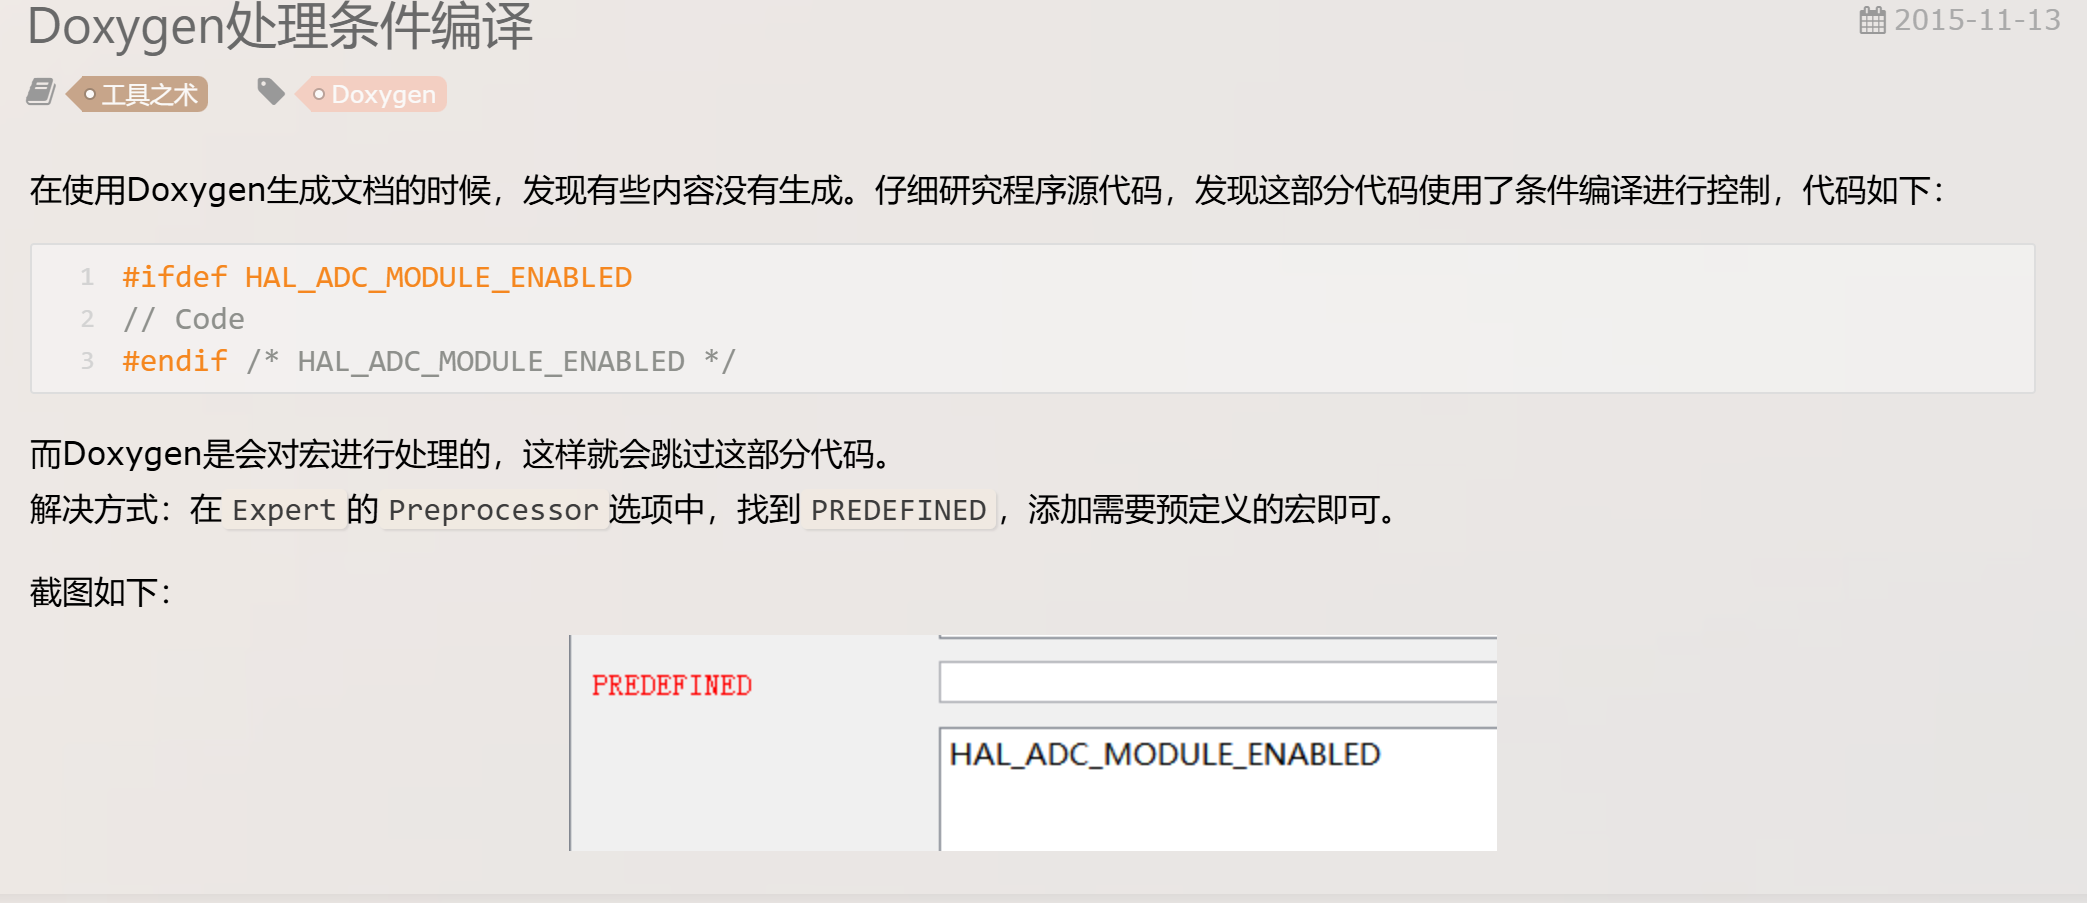 Doxygen处理条件编译
2015-11-13
工具之术
Doxygen
在使用Doxygen生成文档的时候，发现有些内容没有生成。仔细研究程序源代码，发现这部分代码使用了条件编译进行控制，代码如下：
1 #ifdef HAL_ADC_MODULE_ENABLED
2 // Code
3 #endif /* HAL_ADC_MODULE_ENABLED */
而Doxygen是会对宏进行处理的，这样就会跳过这部分代码。
解决方式：在 Expert 的 Preprocessor 选项中，找到 PREDEFINED ，添加需要预定义的宏即可。
截图如下：
PREDEFINED
HAL_ADC_MODULE_ENABLED